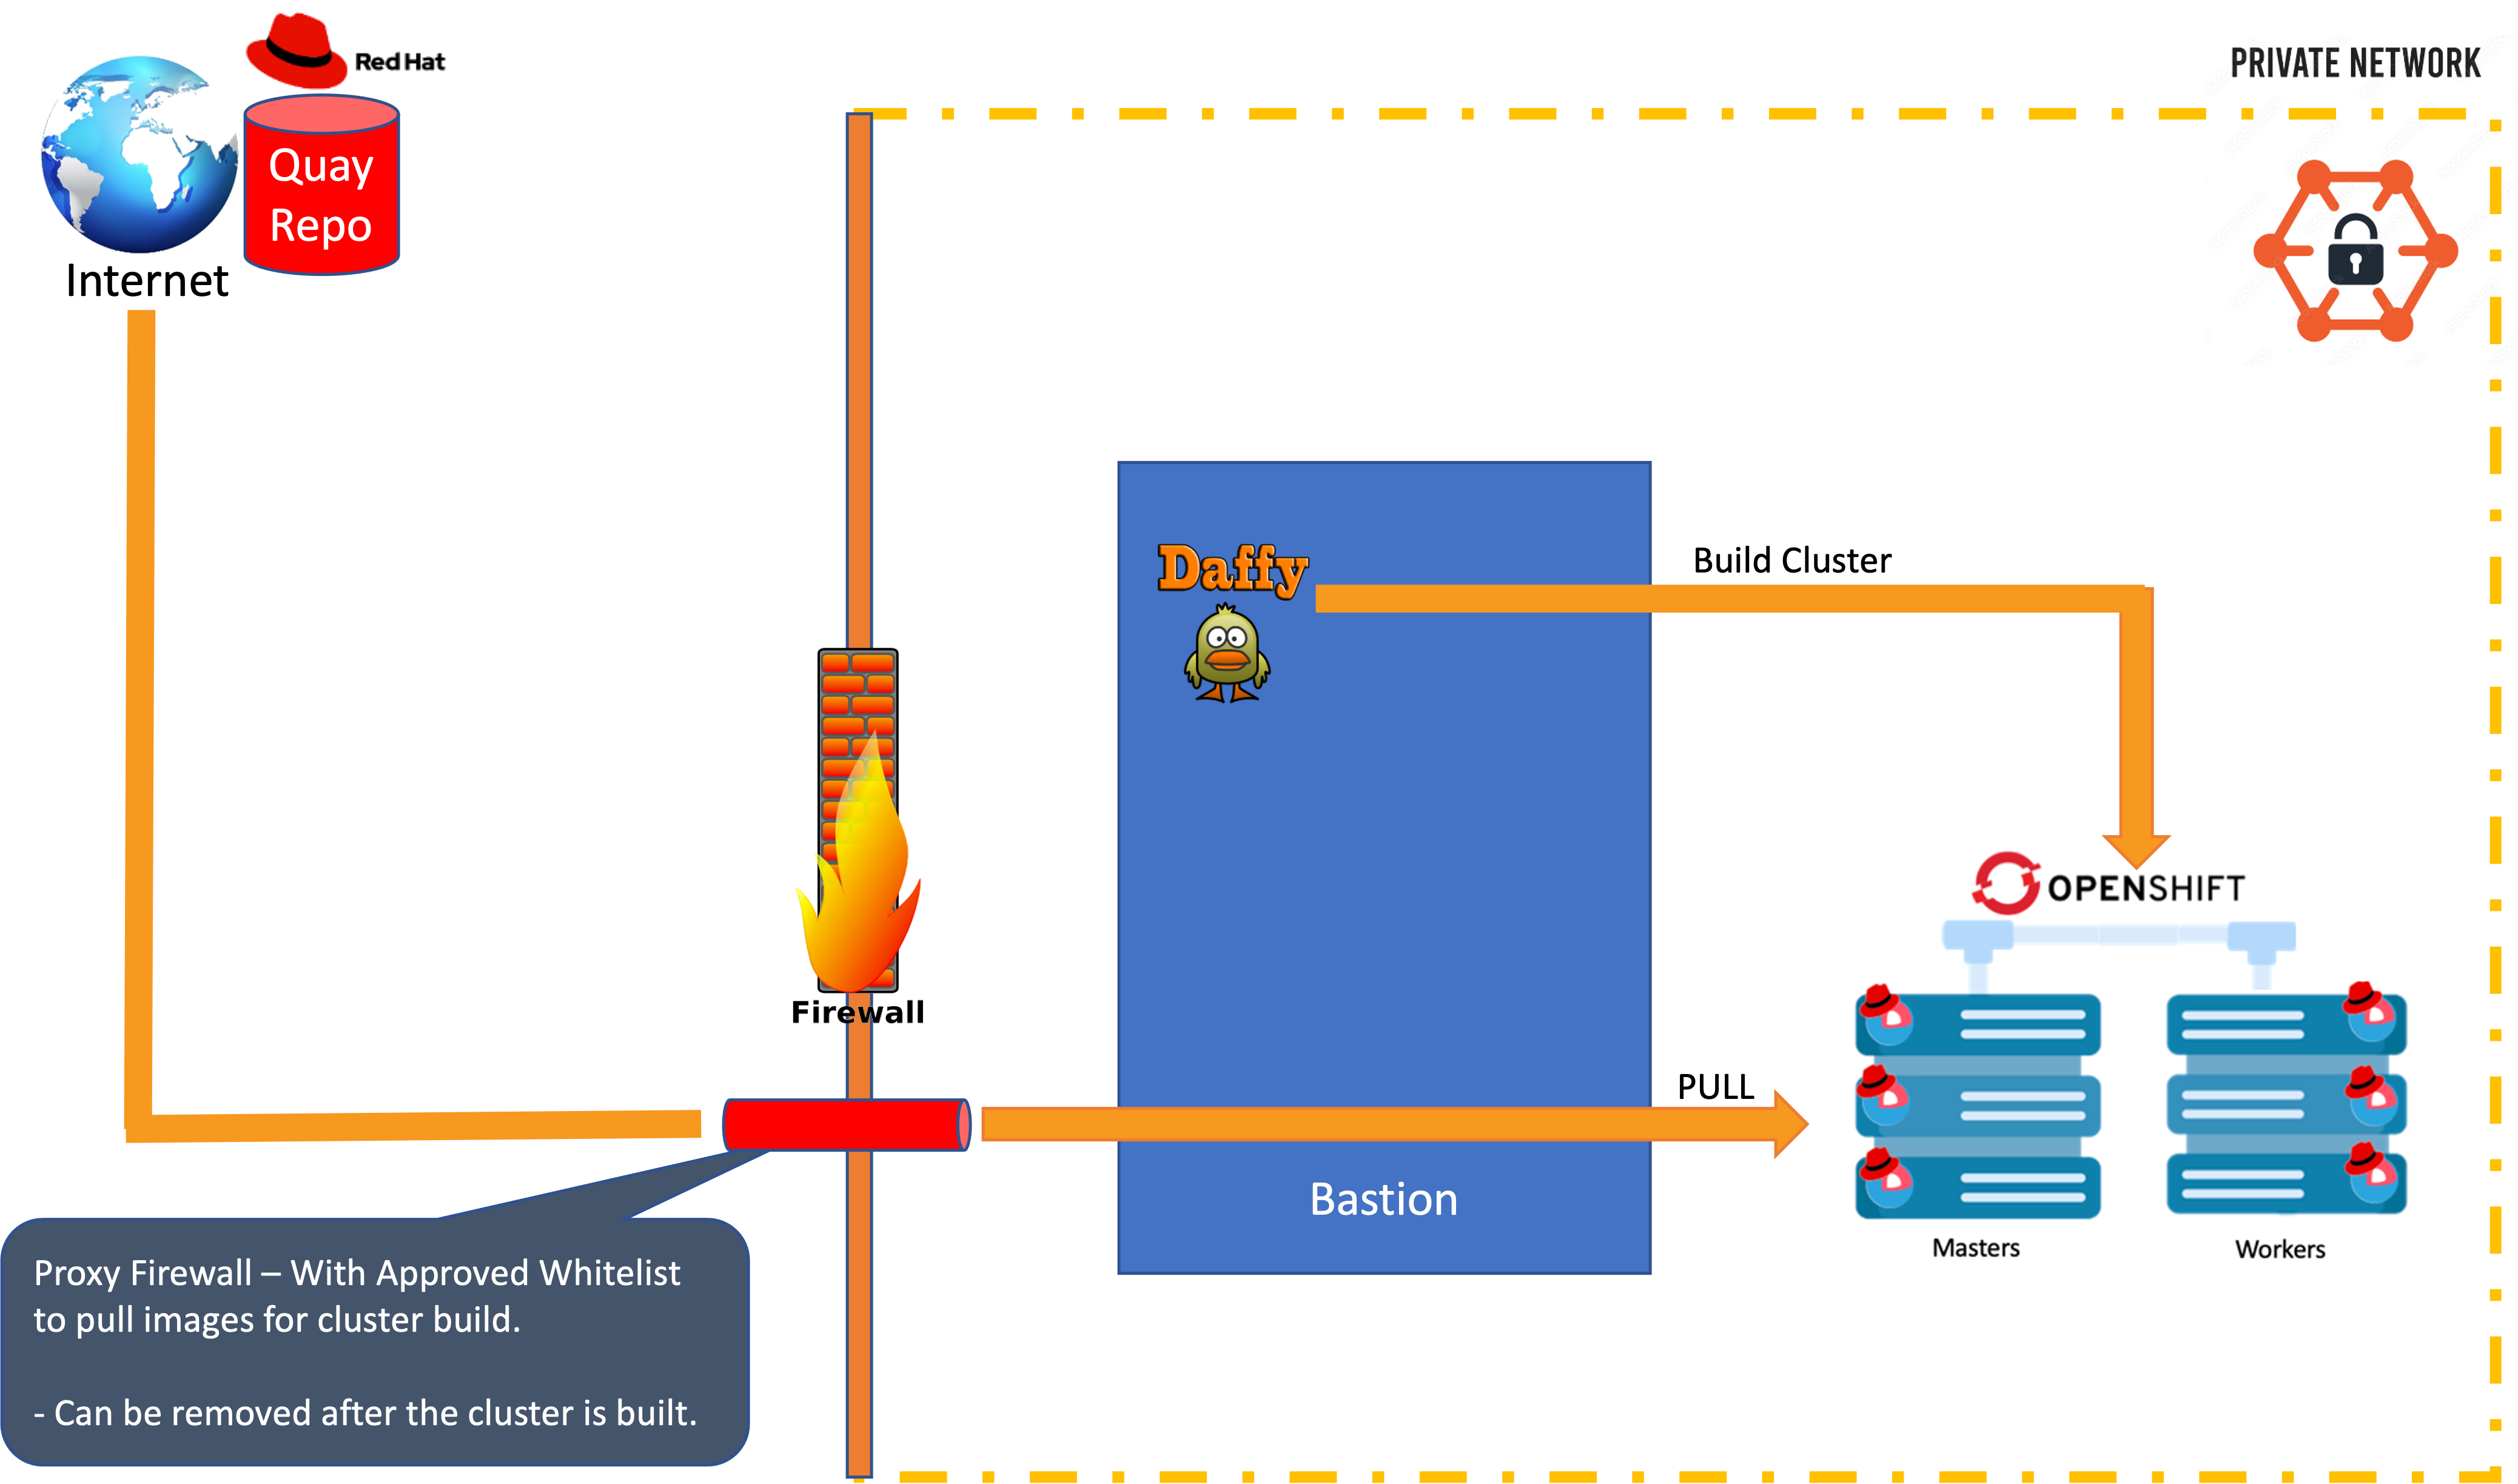 Red Hat
PRIVATE NETWORK
Quay
Repo
Internet
Daffy
Build Cluster
OPENSHIFT
Firewall
PULL
Bastion
Masters
Workers
Proxy Firewall – With Approved Whitelist
to pull images for cluster build.
- Can be removed after the cluster is built.